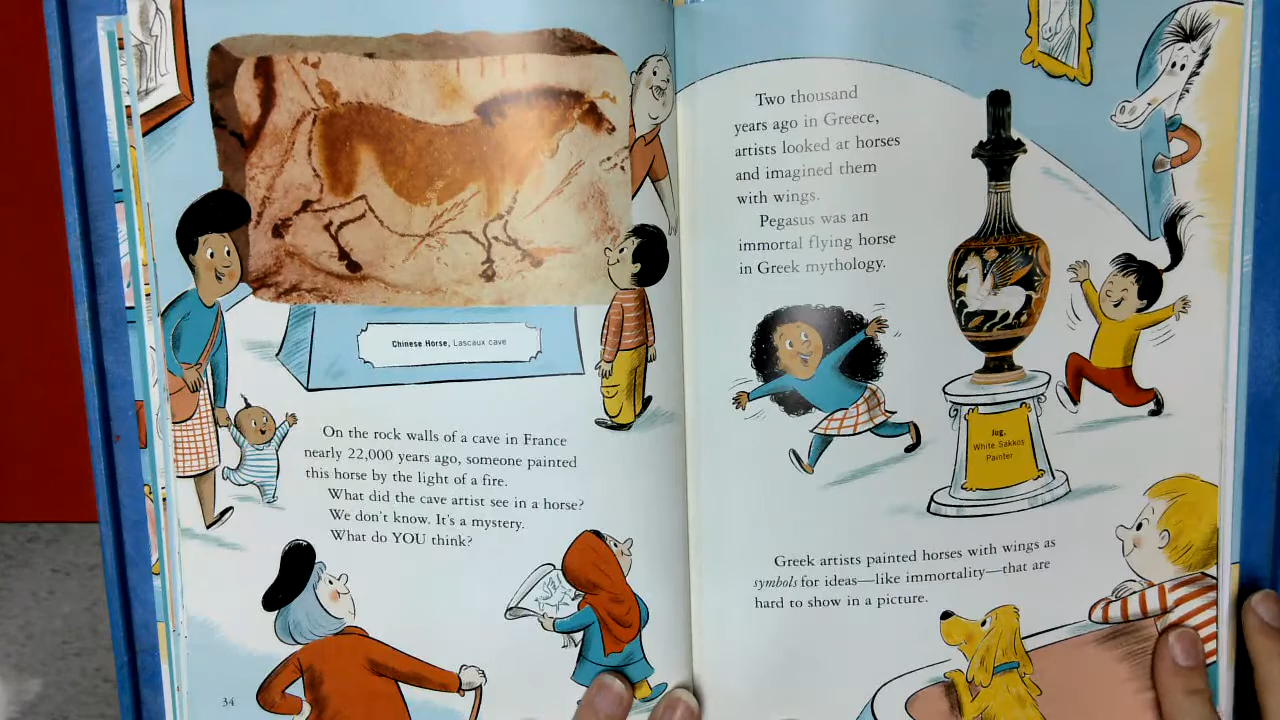 Chinese Horse, Lascaux cave
On the rock walls of a cave in France
nearly 22,000 years ago, someone painted
this horse by the light of a fire.
What did the cave artist see in a horse?
We don't know. It's a mystery.
What do YOU think?
34
Two thousand
years ago in Greece,
artists looked at horses
and imagined them
with wings.
Pegasus was an
immortal flying horse
in Greek mythology.
Jug,
White Sakkos
Painter
Greek artists painted horses with wings as
symbols for ideas—like immortality—that are
hard to show in a picture.